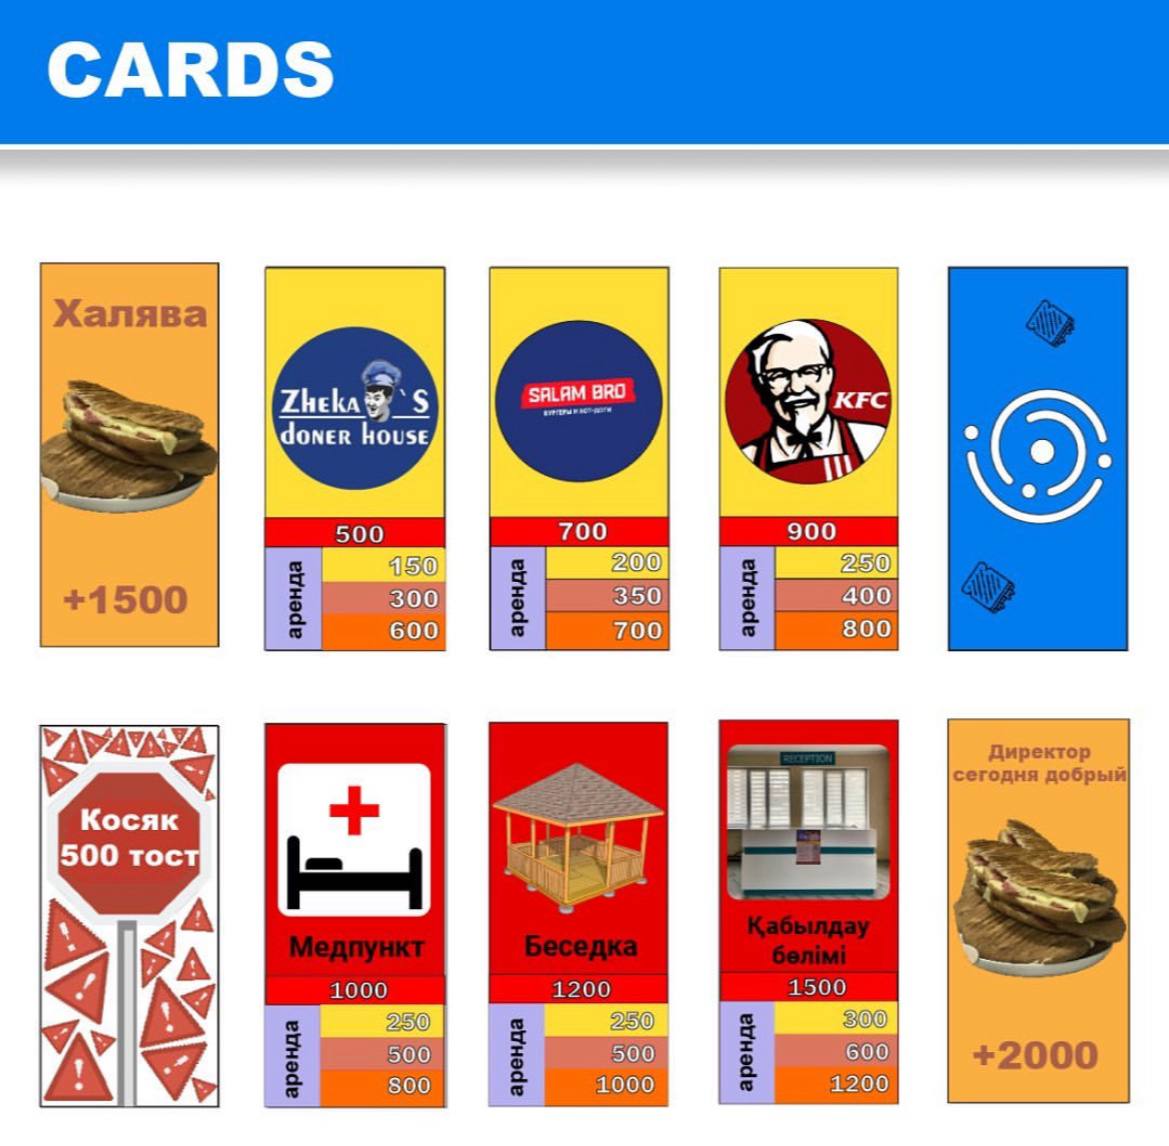 CARDS
Халява
+1500
ZHEKA`S
DONER HOUSE
500
аренда
150
300
600
SALAM BRO
БУРГЕРЫ И ХОТ-ДОГИ
700
аренда
200
350
700
KFC
900
аренда
250
400
800
Косяк
500 тост
Медпункт
1000
аренда
250
500
800
Беседка
1200
аренда
250
500
1000
RECEPTION
Қабылдау
бөлімі
1500
аренда
300
600
1200
Директор
сегодня добрый
+2000